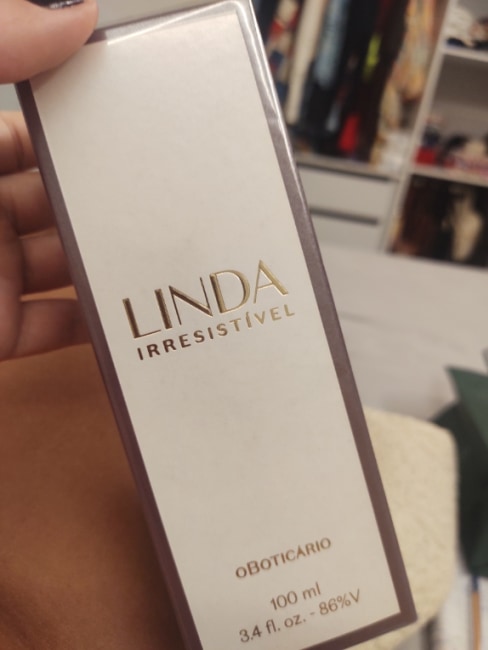 LINDA
IRRESISTÍVEL
oBOTICÁRIO
100 ml
3.4 fl. oz. - 86%V